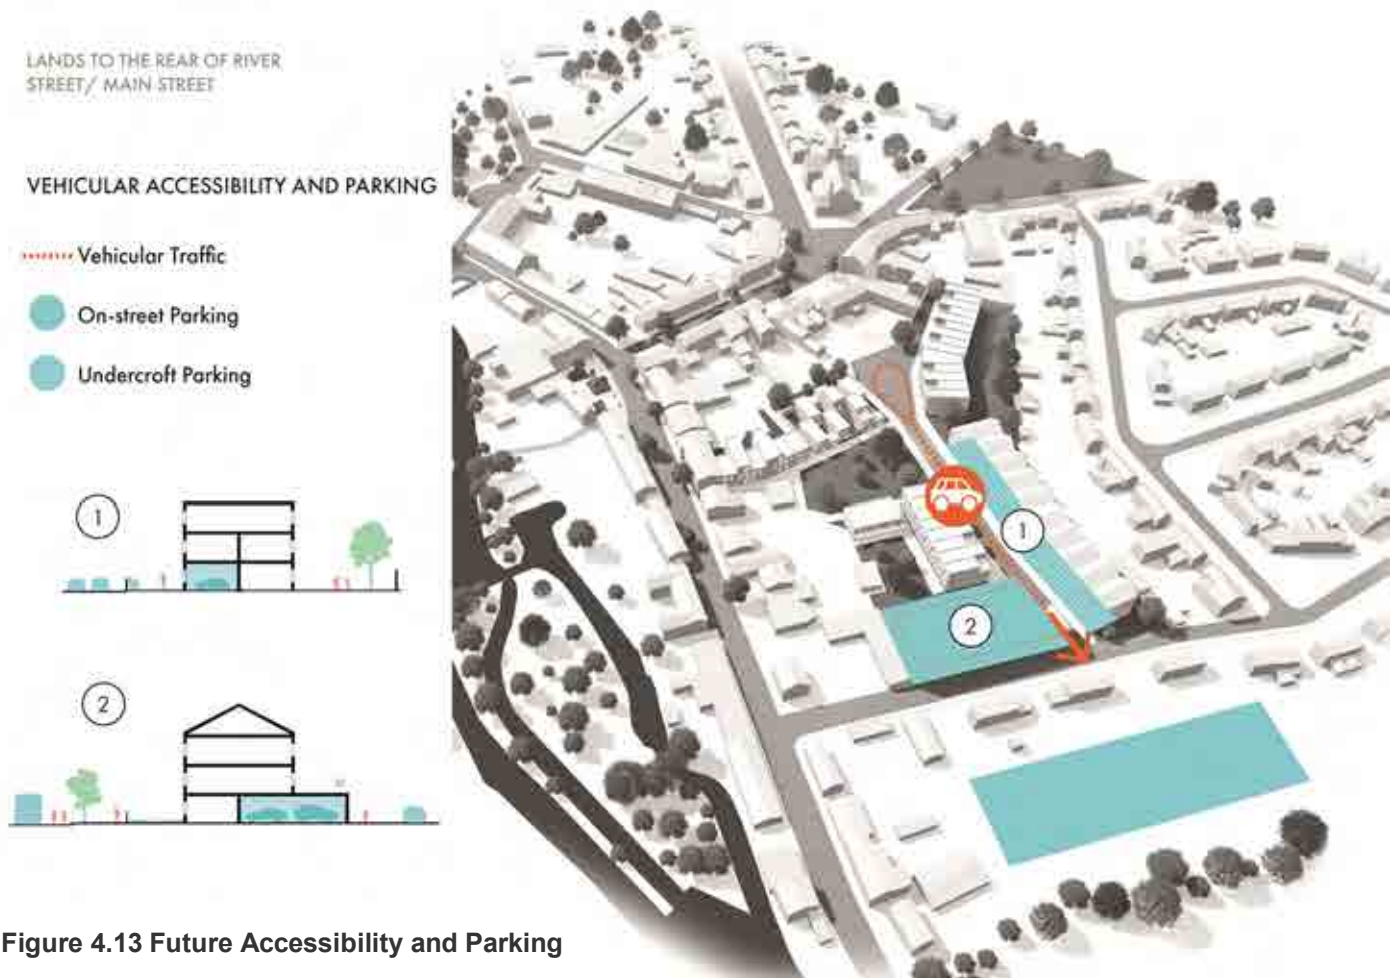 LANDS TO THE REAR OF RIVER
STREET/ MAIN STREET
VEHICULAR ACCESSIBILITY AND PARKING
Vehicular Traffic
On-street Parking
Undercroft Parking
1
2
1
2
Figure 4.13 Future Accessibility and Parking